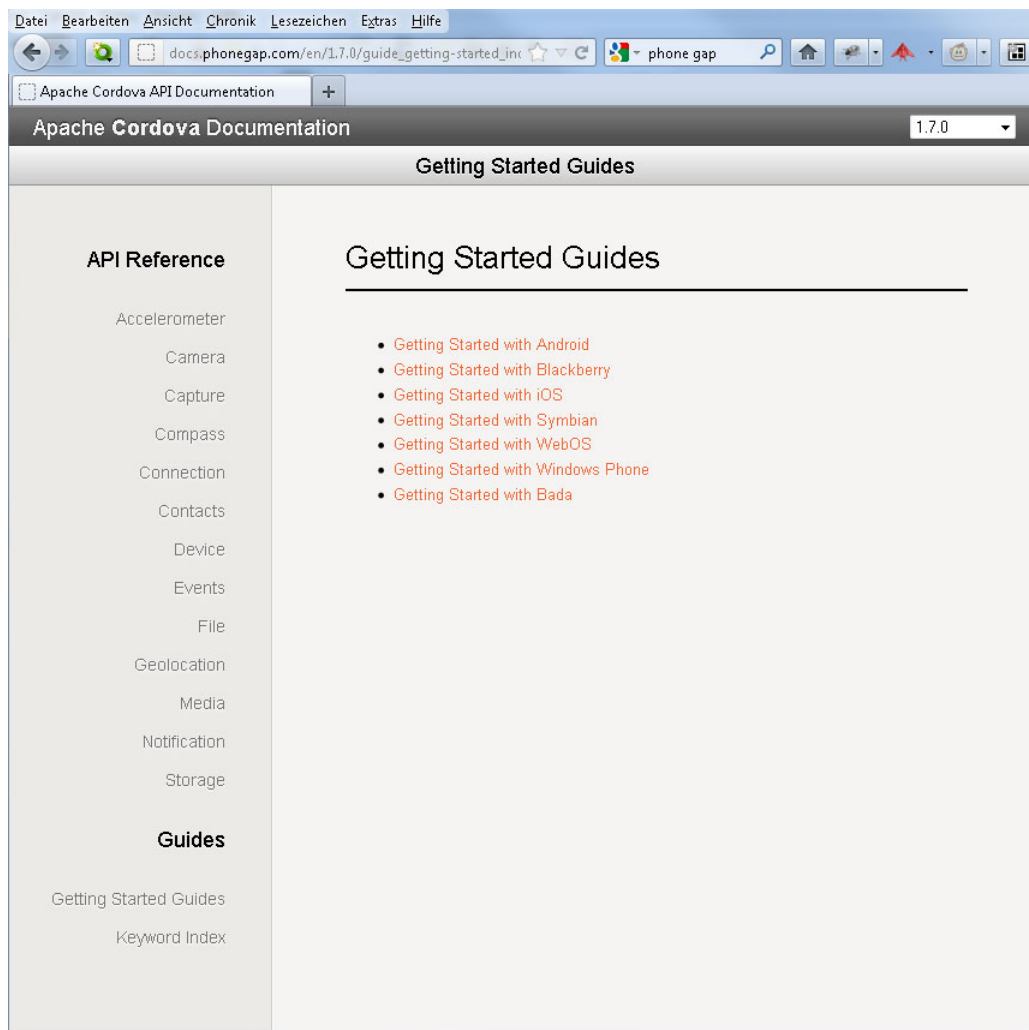 Datei Bearbeiten Ansicht Chronik Lesezeichen Extras Hilfe
docs.phonegap.com/en/1.7.0/guide_getting-started_inc
phone gap
Apache Cordova API Documentation
Apache Cordova Documentation
1.7.0
Getting Started Guides
API Reference
Accelerometer
Camera
Capture
Compass
Connection
Contacts
Device
Events
File
Geolocation
Media
Notification
Storage
Guides
Getting Started Guides
Keyword Index
Getting Started Guides
Getting Started with Android
Getting Started with Blackberry
Getting Started with iOS
Getting Started with Symbian
Getting Started with WebOS
Getting Started with Windows Phone
Getting Started with Bada